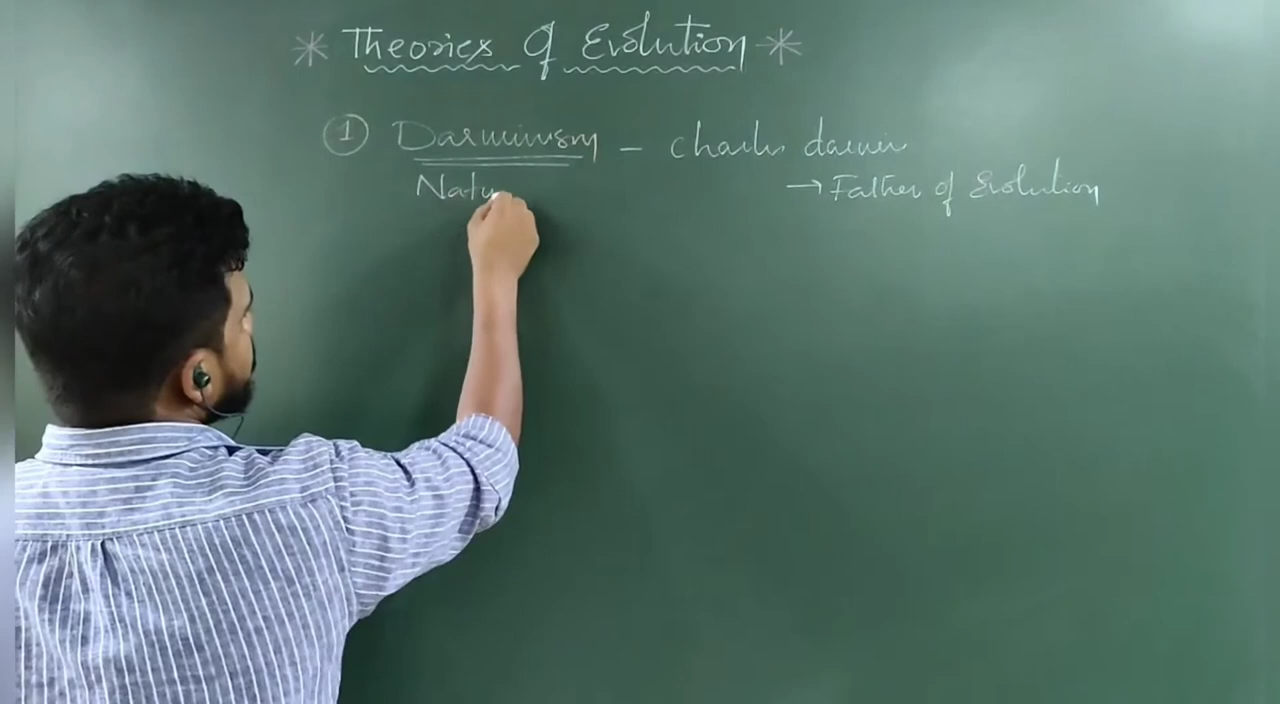 * Theories Of Evolution *
① Darwinism - charles darwin
→ Father of Evolution
Natu